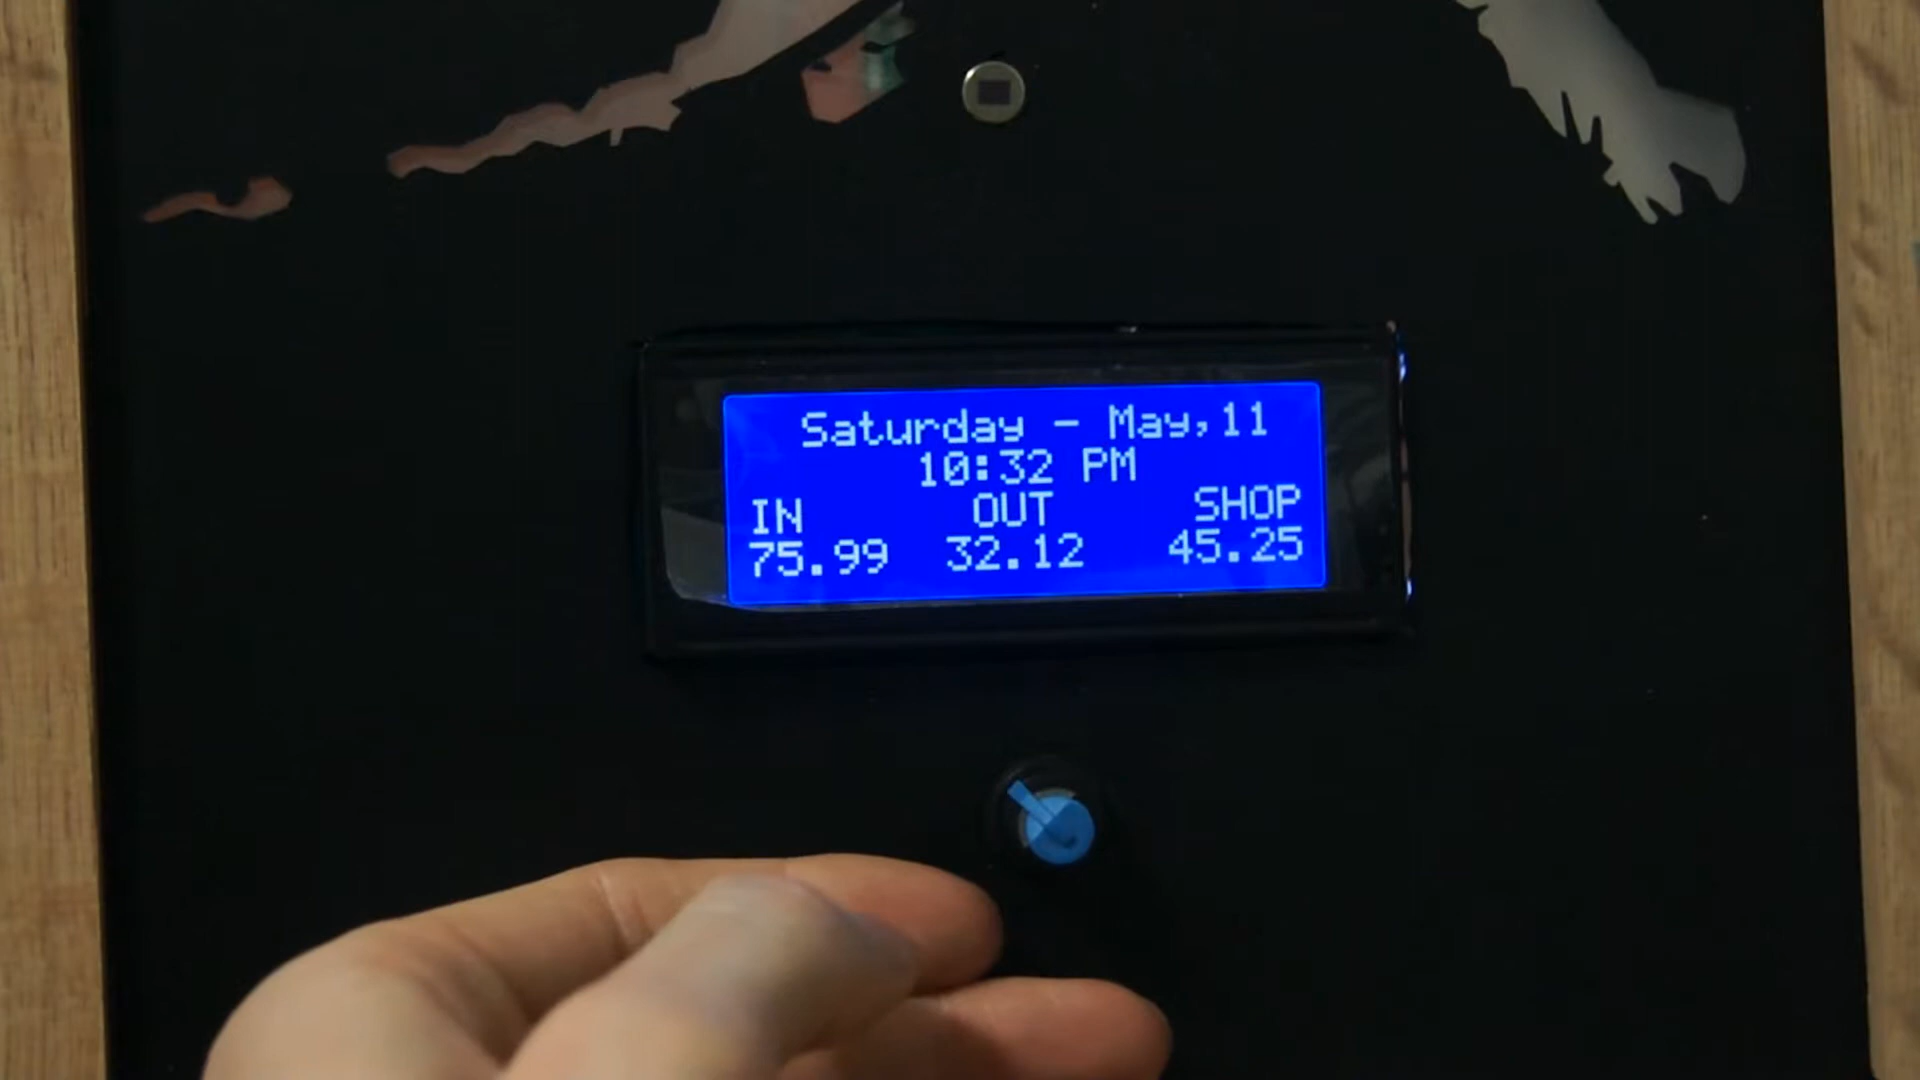 Saturday - May,11
10:32 PM
IN OUT SHOP
75.99 32.12 45.25